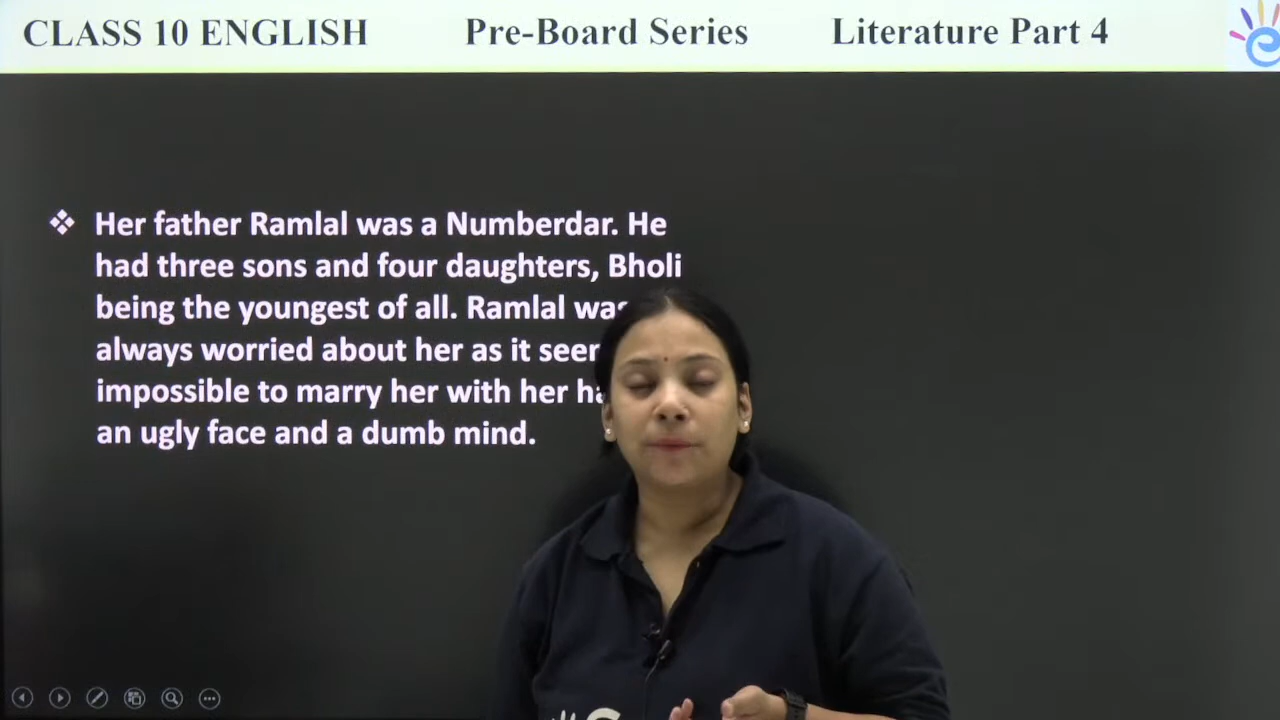 CLASS 10 ENGLISH Pre-Board Series Literature Part 4
Her father Ramlal was a Numberdar. He
had three sons and four daughters, Bholi
being the youngest of all. Ramlal was
always worried about her as it
impossible to marry her with her
an ugly face and a dumb mind.